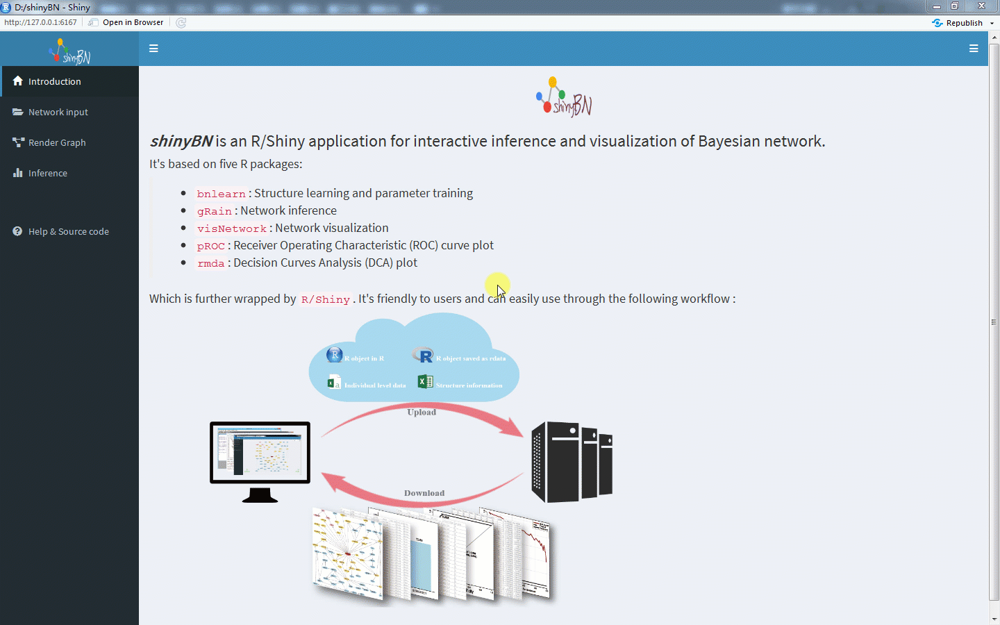 D:/shinyBN - Shiny
http://127.0.0.1:6167
Open in Browser
Republish
shinyBN
Introduction
Network input
Render Graph
Inference
Help & Source code
shinyBN
shinyBN is an R/Shiny application for interactive inference and visualization of Bayesian network.
It's based on five R packages:
bnlearn : Structure learning and parameter training
gRain : Network inference
visNetwork : Network visualization
pROC : Receiver Operating Characteristic (ROC) curve plot
rmda : Decision Curves Analysis (DCA) plot
Which is further wrapped by R/Shiny . It's friendly to users and can easily use through the following workflow :
R object in R
R object saved as rdata
Individual level data
Structure information
Upload
Download